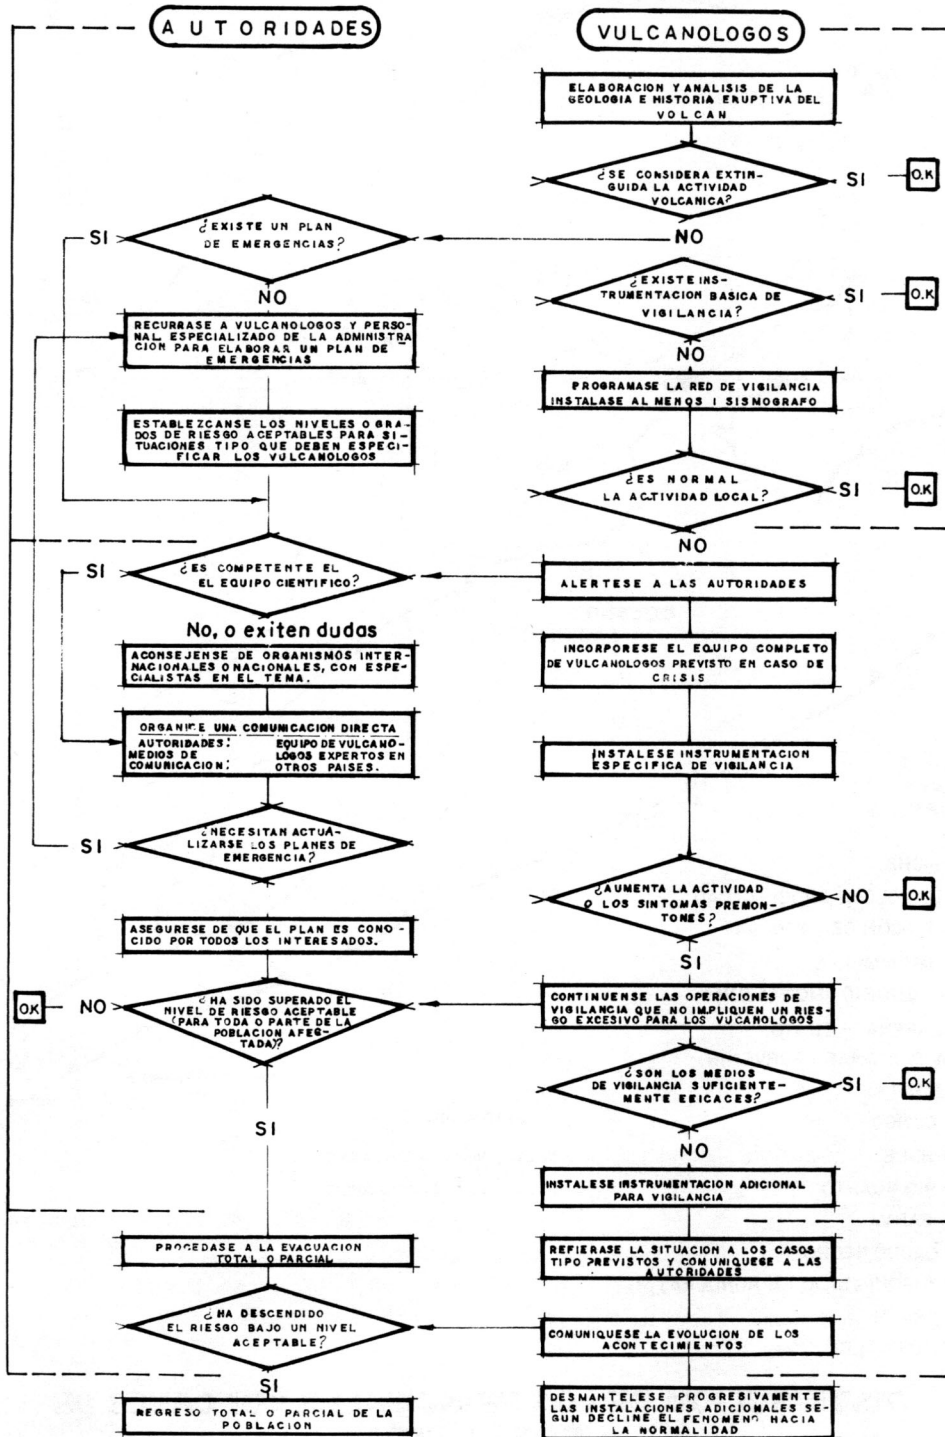 AUTORIDADES
VULCANOLOGOS
ELABORACION Y ANALISIS DE LA
GEOLOGIA E HISTORIA ERUPTIVA DEL
VOLCAN
¿SE CONSIDERA EXTIN-
GUIDA LA ACTIVIDAD
VOLCANICA?
SI
O.K
NO
¿EXISTE UN PLAN
DE EMERGENCIAS?
SI
NO
¿EXISTE INS-
TRUMENTACION BASICA DE
VIGILANCIA?
SI
O.K
NO
RECURRASE A VULCANOLOGOS Y PERSO-
NAL ESPECIALIZADO DE LA ADMINISTRA-
CION PARA ELABORAR UN PLAN DE
EMERGENCIAS
PROGRAMASE LA RED DE VIGILANCIA
INSTALASE AL MENOS I SISMOGRAFO
ESTABLEZCANSE LOS NIVELES O GRA-
DOS DE RIESGO ACEPTABLES PARA SI-
TUACIONES TIPO QUE DEBEN ESPECI-
FICAR LOS VULCANOLOGOS
¿ES NORMAL
LA ACTIVIDAD LOCAL?
SI
O.K
NO
¿ES COMPETENTE EL
EL EQUIPO CIENTIFICO?
SI
No, o exiten dudas
ALERTESE A LAS AUTORIDADES
ACONSEJENSE DE ORGANISMOS INTER-
NACIONALES O NACIONALES, CON ESPE-
CIALISTAS EN EL TEMA.
INCORPORESE EL EQUIPO COMPLETO
DE VULCANOLOGOS PREVISTO EN CASO DE
CRISIS
ORGANICE UNA COMUNICACION DIRECTA
AUTORIDADES: EQUIPO DE VULCANO-
MEDIOS DE LOGOS EXPERTOS EN
COMUNICACION: OTROS PAISES.
INSTALESE INSTRUMENTACION
ESPECIFICA DE VIGILANCIA
¿NECESITAN ACTUA-
LIZARSE LOS PLANES DE
EMERGENCIA?
SI
¿AUMENTA LA ACTIVIDAD
O LOS SINTOMAS PREMON-
TONES?
NO
O.K
SI
ASEGURESE DE QUE EL PLAN ES CONO-
CIDO POR TODOS LOS INTERESADOS.
¿HA SIDO SUPERADO EL
NIVEL DE RIESGO ACEPTABLE
(PARA TODA O PARTE DE LA
POBLACION AFEC-
TADA)?
NO
O.K
SI
CONTINUENSE LAS OPERACIONES DE
VIGILANCIA QUE NO IMPLIQUEN UN RIES-
GO EXCESIVO PARA LOS VUCANOLOGOS
¿SON LOS MEDIOS
DE VIGILANCIA SUFICIENTE-
MENTE EFICACES?
SI
O.K
NO
INSTALESE INSTRUMENTACION ADICIONAL
PARA VIGILANCIA
PROCEDASE A LA EVACUACION
TOTAL O PARCIAL
REFIERASE LA SITUACION A LOS CASOS
TIPO PREVISTOS Y COMUNIQUESE A LAS
AUTORIDADES
¿HA DESCENDIDO
EL RIESGO BAJO UN NIVEL
ACEPTABLE?
SI
COMUNIQUESE LA EVOLUCION DE LOS
ACONTECIMIENTOS
REGRESO TOTAL O PARCIAL DE LA
POBLACION
DESMANTELESE PROGRESIVAMENTE
LAS INSTALACIONES ADICIONALES SE-
GUN DECLINE EL FENOMENO HACIA
LA NORMALIDAD